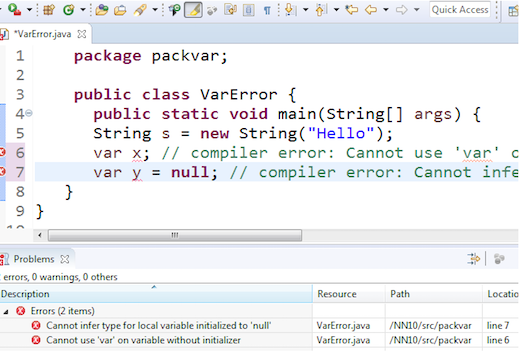 Quick Access
*VarError.java
1 package packvar;
2
3 public class VarError {
4 public static void main(String[] args) {
5 String s = new String("Hello");
6 var x; // compiler error: Cannot use 'var'
7 var y = null; // compiler error: Cannot
8 }
9 }
Problems
errors, 0 warnings, 0 others
Description Resource Path
Errors (2 items)
Cannot infer type for local variable initialized to 'null' VarError.java /NN10/src/packvar line 7
Cannot use 'var' on variable without initializer VarError.java /NN10/src/packvar line 6